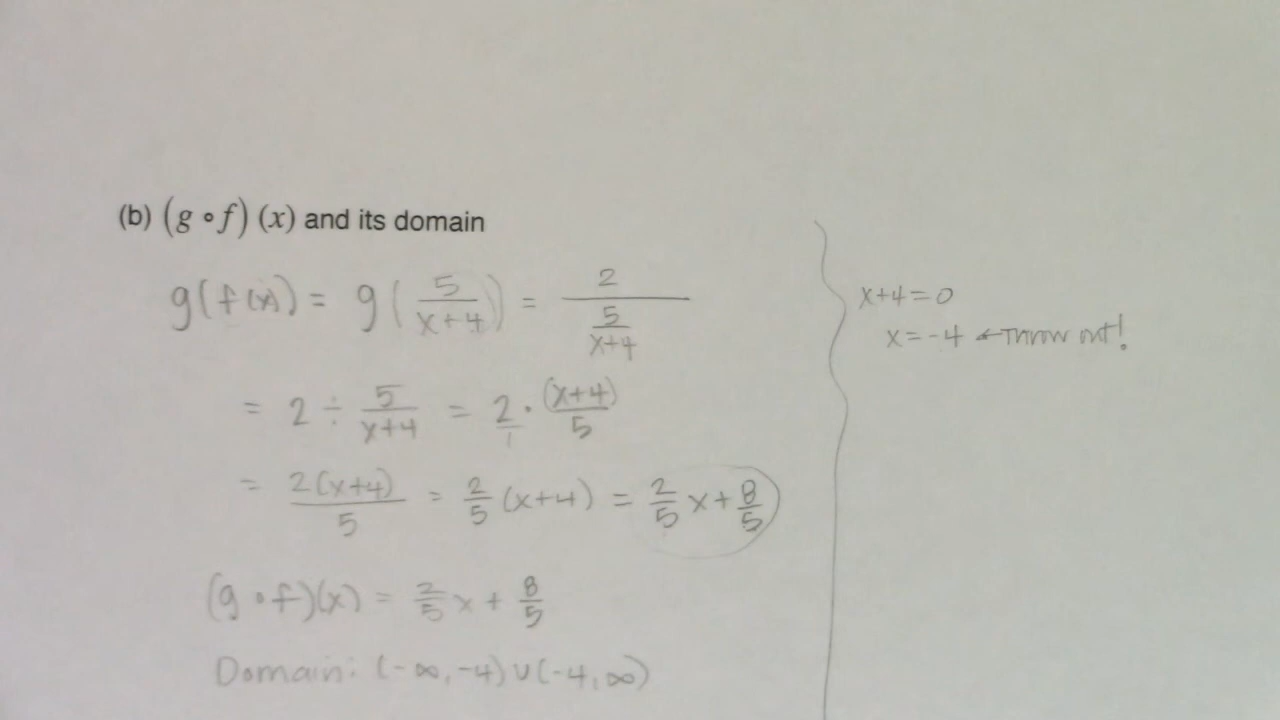 (b) (g ∘ f) (x) and its domain
g(f(x)) = g(5/(x+4)) = 2/(5/(x+4))
= 2 ÷ 5/(x+4) = 2/1 · (x+4)/5
= 2(x+4)/5 = 2/5 (x+4) = 2/5 x + 8/5
(g ∘ f)(x) = 2/5 x + 8/5
Domain: (-∞, -4) ∪ (-4, ∞)
x+4=0
x=-4 ← Throw out!